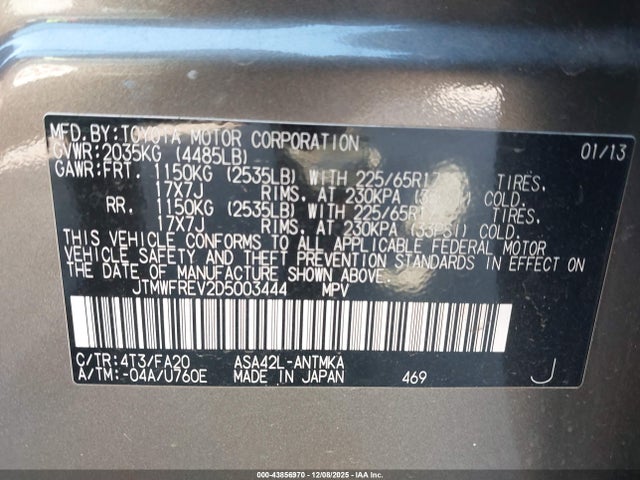 MFD.BY:TOYOTA MOTOR CORPORATION 01/13
GVWR:2035KG (4485LB)
GAWR:FRT. 1150KG (2535LB) WITH 225/65R17 TIRES,
17X7J RIMS, AT 230KPA COLD.
RR. 1150KG (2535LB) WITH 225/65R17 TIRES,
17X7J RIMS, AT 230KPA (33PSI) COLD.
THIS VEHICLE CONFORMS TO ALL APPLICABLE FEDERAL MOTOR
VEHICLE SAFETY AND THEFT PREVENTION STANDARDS IN EFFECT ON
THE DATE OF MANUFACTURE SHOWN ABOVE.
JTMWFREV2D5003444 MPV
C/TR:4T3/FA20 ASA42L-ANTMKA
A/TM:-04A/U760E MADE IN JAPAN 469 J
000-43856970 | 12/08/2025 | IAA Inc.